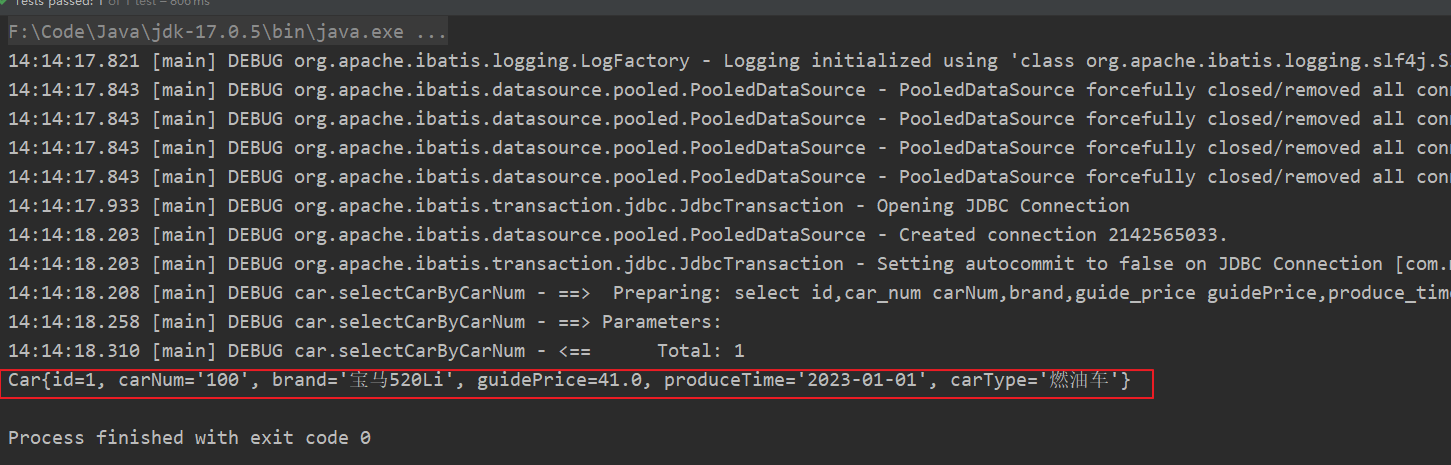 Tests passed: 1 of 1 test – 806 ms
F:\Code\Java\jdk-17.0.5\bin\java.exe ...
14:14:17.821 [main] DEBUG org.apache.ibatis.logging.LogFactory - Logging initialized using 'class org.apache.ibatis.logging.slf4j.S
14:14:17.843 [main] DEBUG org.apache.ibatis.datasource.pooled.PooledDataSource - PooledDataSource forcefully closed/removed all con
14:14:17.843 [main] DEBUG org.apache.ibatis.datasource.pooled.PooledDataSource - PooledDataSource forcefully closed/removed all con
14:14:17.843 [main] DEBUG org.apache.ibatis.datasource.pooled.PooledDataSource - PooledDataSource forcefully closed/removed all con
14:14:17.843 [main] DEBUG org.apache.ibatis.datasource.pooled.PooledDataSource - PooledDataSource forcefully closed/removed all con
14:14:17.933 [main] DEBUG org.apache.ibatis.transaction.jdbc.JdbcTransaction - Opening JDBC Connection
14:14:18.203 [main] DEBUG org.apache.ibatis.datasource.pooled.PooledDataSource - Created connection 2142565033.
14:14:18.203 [main] DEBUG org.apache.ibatis.transaction.jdbc.JdbcTransaction - Setting autocommit to false on JDBC Connection [com.
14:14:18.208 [main] DEBUG car.selectCarByCarNum - ==>  Preparing: select id,car_num carNum,brand,guide_price guidePrice,produce_tim
14:14:18.258 [main] DEBUG car.selectCarByCarNum - ==> Parameters:
14:14:18.310 [main] DEBUG car.selectCarByCarNum - <==      Total: 1
Car{id=1, carNum='100', brand='宝马520Li', guidePrice=41.0, produceTime='2023-01-01', carType='燃油车'}
Process finished with exit code 0